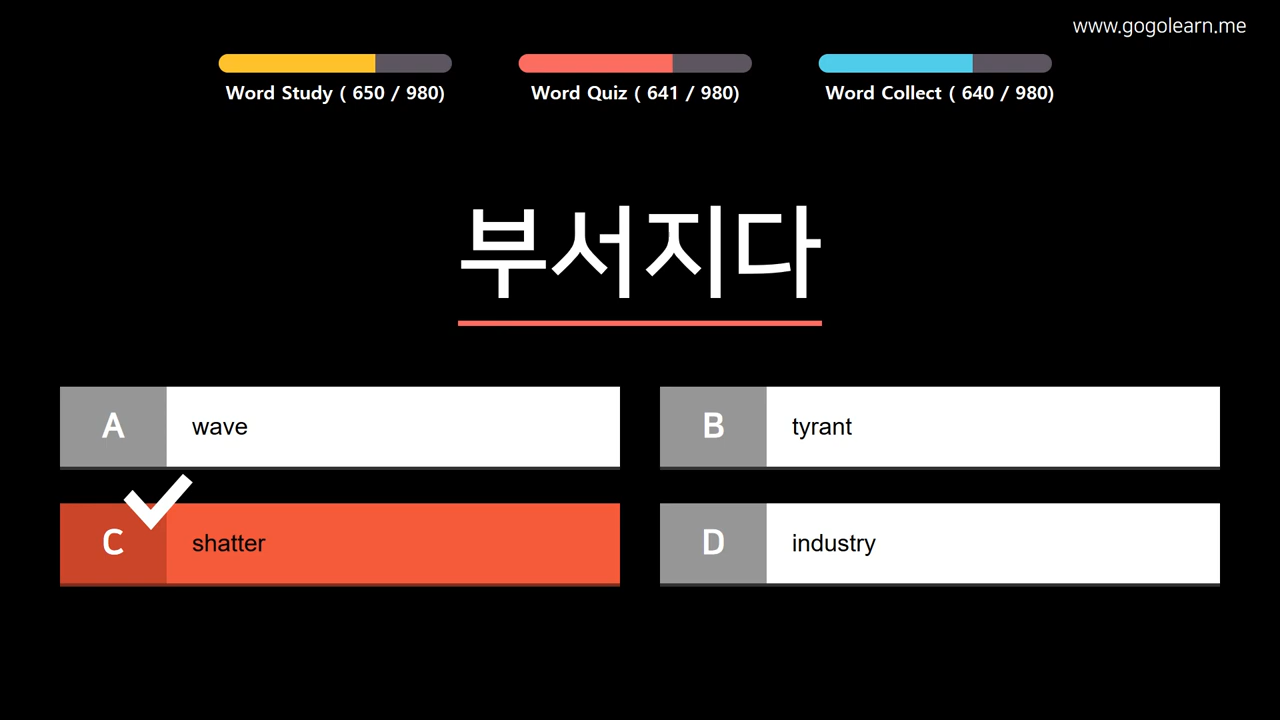 www.gogolearn.me
Word Study ( 650 / 980)
Word Quiz ( 641 / 980)
Word Collect ( 640 / 980)
부서지다
A wave
B tyrant
C shatter
D industry